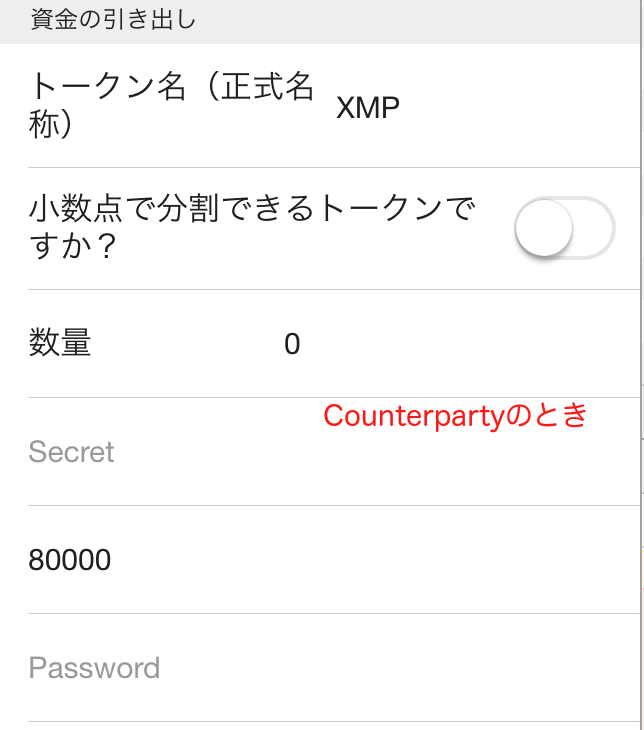 資金の引き出し
トークン名（正式名
称）
XMP
小数点で分割できるトークンで
すか？
数量
0
Counterpartyのとき
Secret
80000
Password